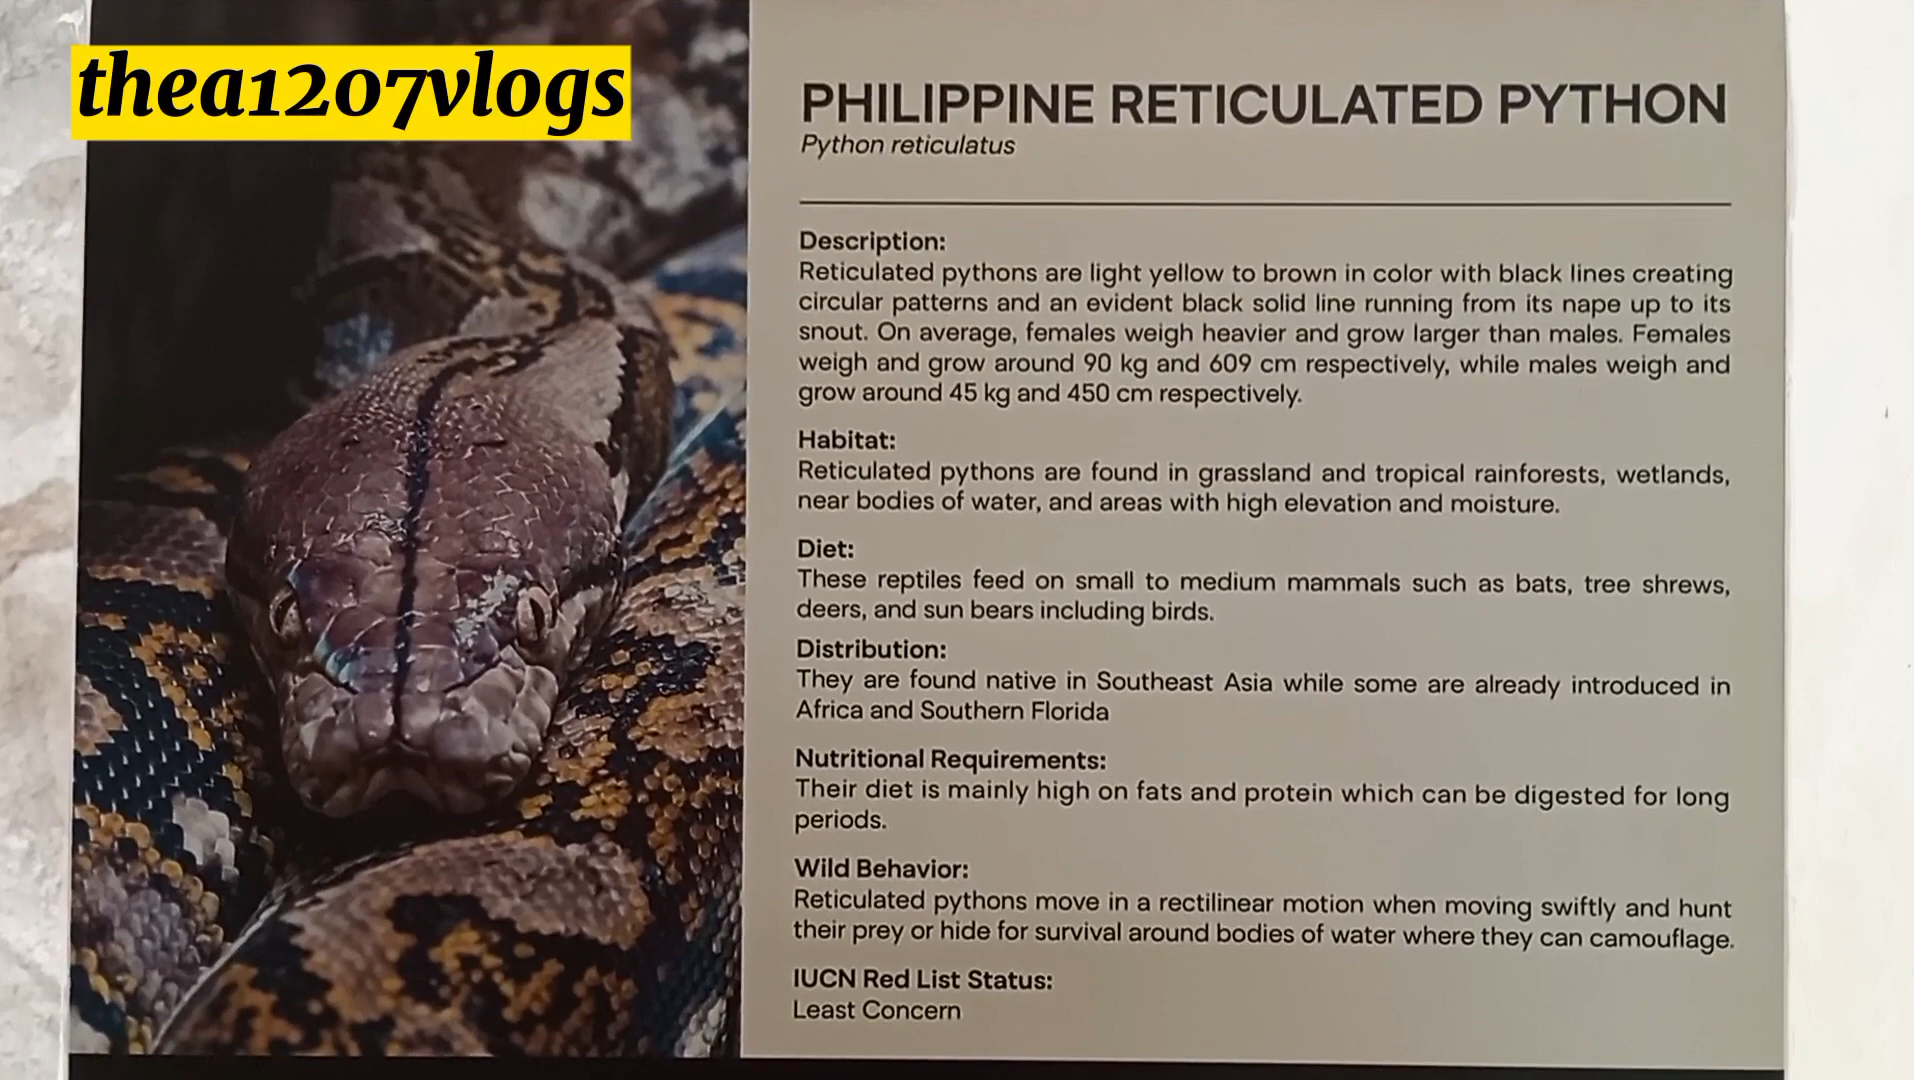 thea1207vlogs
PHILIPPINE RETICULATED PYTHON
Python reticulatus
Description:
Reticulated pythons are light yellow to brown in color with black lines creating
circular patterns and an evident black solid line running from its nape up to its
snout. On average, females weigh heavier and grow larger than males. Females
weigh and grow around 90 kg and 609 cm respectively, while males weigh and
grow around 45 kg and 450 cm respectively.
Habitat:
Reticulated pythons are found in grassland and tropical rainforests, wetlands,
near bodies of water, and areas with high elevation and moisture.
Diet:
These reptiles feed on small to medium mammals such as bats, tree shrews,
deers, and sun bears including birds.
Distribution:
They are found native in Southeast Asia while some are already introduced in
Africa and Southern Florida
Nutritional Requirements:
Their diet is mainly high on fats and protein which can be digested for long
periods.
Wild Behavior:
Reticulated pythons move in a rectilinear motion when moving swiftly and hunt
their prey or hide for survival around bodies of water where they can camouflage.
IUCN Red List Status:
Least Concern